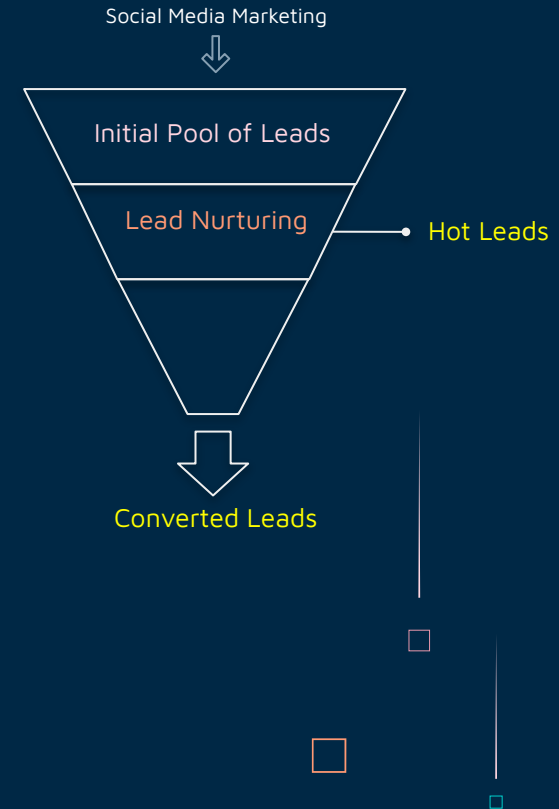 Social Media Marketing
Initial Pool of Leads
Lead Nurturing
Hot Leads
Converted Leads